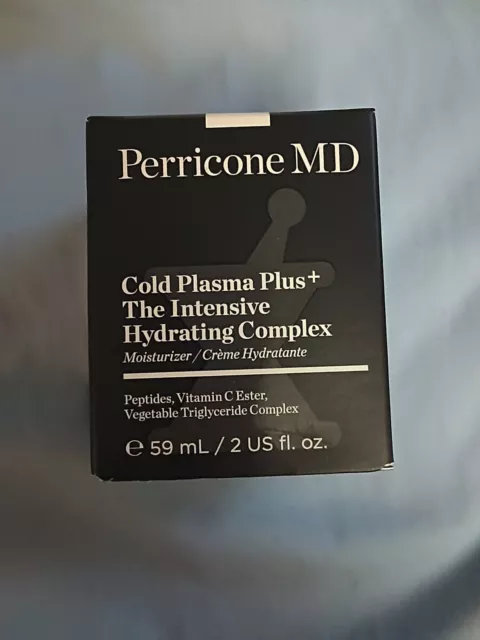 Perricone MD
Cold Plasma Plus+
The Intensive
Hydrating Complex
Moisturizer / Crème Hydratante
Peptides, Vitamin C Ester,
Vegetable Triglyceride Complex
℮ 59 mL / 2 US fl. oz.